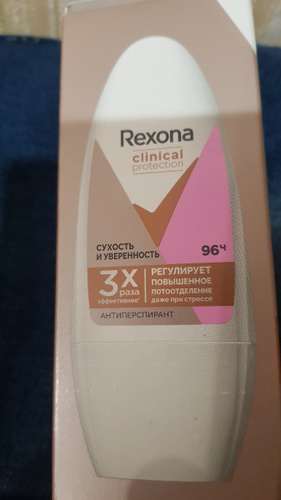 Rexona
clinical
protection
СУХОСТЬ
И УВЕРЕННОСТЬ
96ч
3X
раза
эффективнее*
РЕГУЛИРУЕТ
ПОВЫШЕННОЕ
ПОТООТДЕЛЕНИЕ
даже при стрессе
АНТИПЕРСПИРАНТ